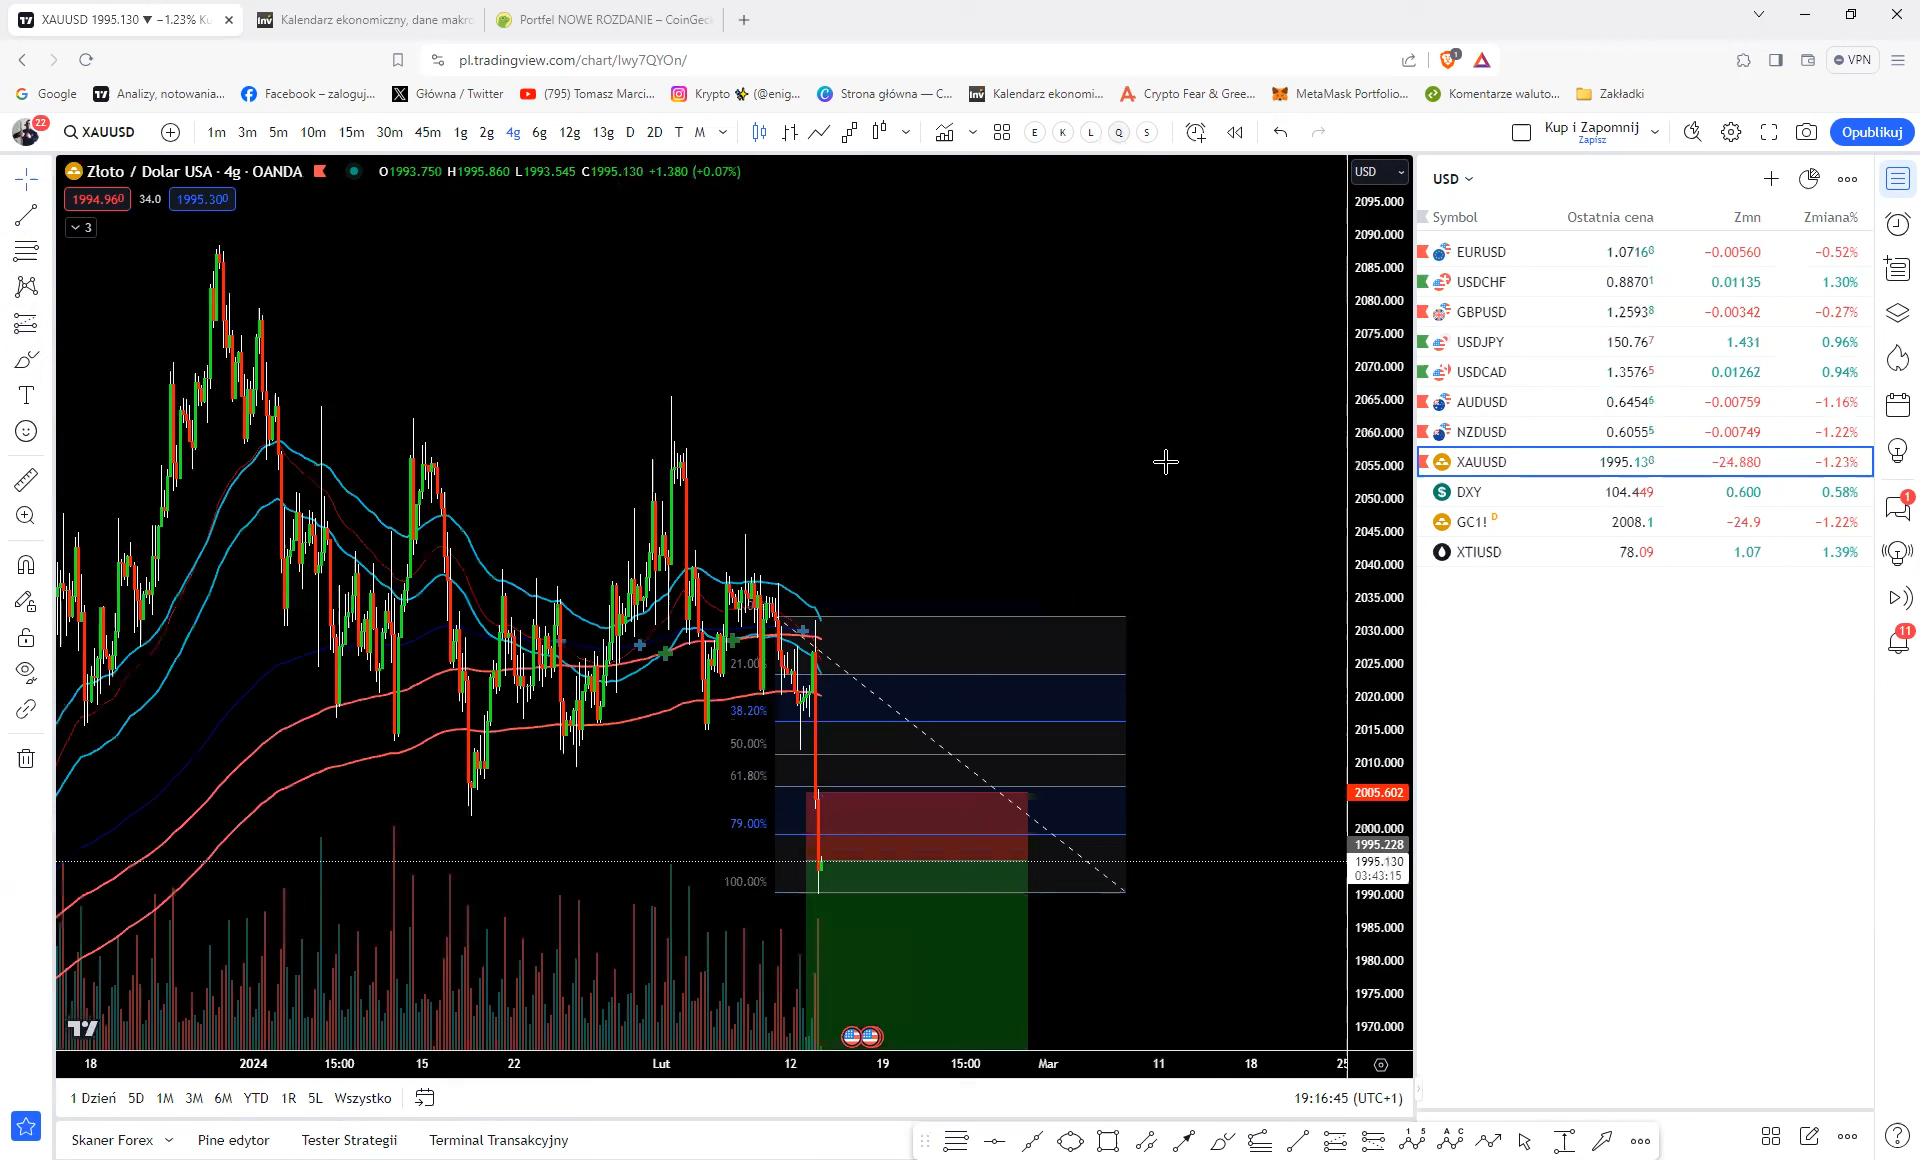 XAUUSD 1995.130 ▼ −1.23% Ku
Kalendarz ekonomiczny, dane makro
Portfel NOWE ROZDANIE – CoinGeck
pl.tradingview.com/chart/lwy7QYOn/
1
VPN
Google
Analizy, notowania...
Facebook – zaloguj...
Główna / Twitter
(795) Tomasz Marci...
Krypto (@enig...
Strona główna — C...
Kalendarz ekonomi...
Crypto Fear & Gree...
MetaMask Portfolio...
Komentarze waluto...
Zakładki
22
XAUUSD
1m 3m 5m 10m 15m 30m 45m 1g 2g 4g 6g 12g 13g D 2D T M
E K L Q S
Kup i Zapomnij
Zapisz
Opublikuj
Złoto / Dolar USA · 4g · OANDA
O1993.750 H1995.860 L1993.545 C1995.130 +1.380 (+0.07%)
1994.960 34.0 1995.300
3
21.00%
38.20%
50.00%
61.80%
79.00%
100.00%
USD
2095.000
2090.000
2085.000
2080.000
2075.000
2070.000
2065.000
2060.000
2055.000
2050.000
2045.000
2040.000
2035.000
2030.000
2025.000
2020.000
2015.000
2010.000
2005.602
2000.000
1995.228
1995.130
03:43:15
1990.000
1985.000
1980.000
1975.000
1970.000
18 2024 15:00 15 22 Lut 12 19 15:00 Mar 11 18 25
1 Dzień 5D 1M 3M 6M YTD 1R 5L Wszystko
19:16:45 (UTC+1)
Skaner Forex
Pine edytor
Tester Strategii
Terminal Transakcyjny
USD
Symbol Ostatnia cena Zmn Zmiana%
EURUSD 1.07166 −0.00560 −0.52%
USDCHF 0.88701 0.01135 1.30%
GBPUSD 1.25938 −0.00342 −0.27%
USDJPY 150.767 1.431 0.96%
USDCAD 1.35765 0.01262 0.94%
AUDUSD 0.64546 −0.00759 −1.16%
NZDUSD 0.60555 −0.00749 −1.22%
XAUUSD 1995.130 −24.880 −1.23%
DXY 104.449 0.600 0.58%
GC1! D 2008.1 −24.9 −1.22%
XTIUSD 78.09 1.07 1.39%
1
11